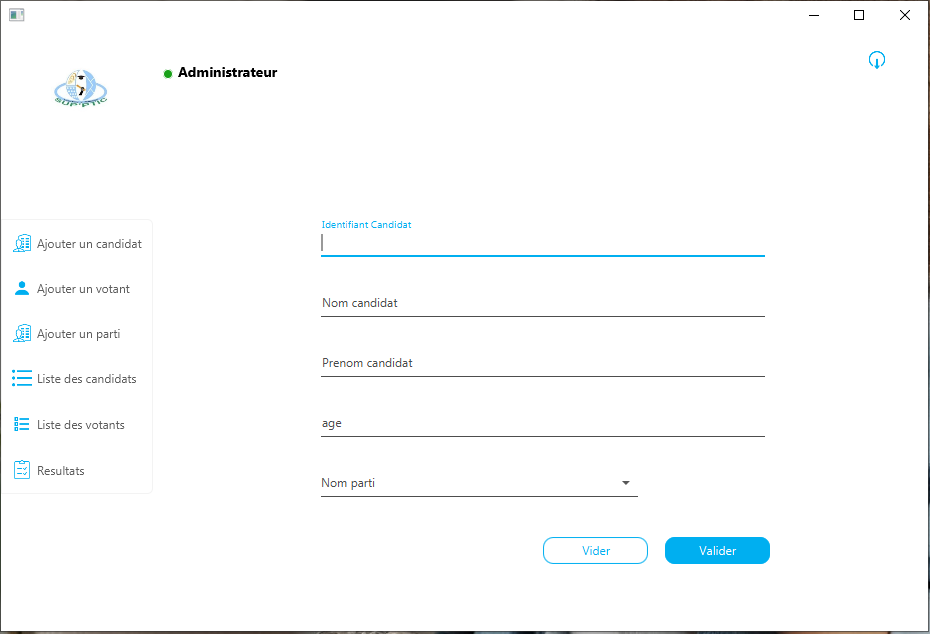 Administrateur
SUP'PTIC
Identifiant Candidat
Ajouter un candidat
Ajouter un votant
Ajouter un parti
Liste des candidats
Liste des votants
Resultats
Nom candidat
Prenom candidat
age
Nom parti
Vider
Valider